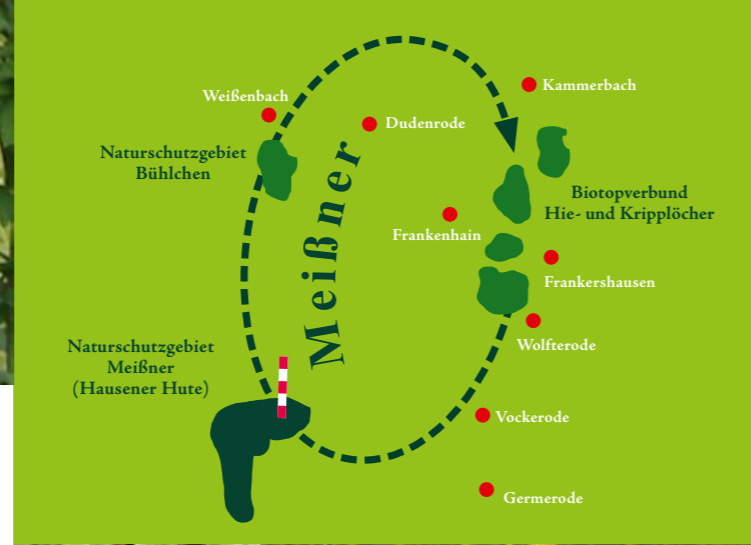 Kammerbach
Weißenbach
Dudenrode
Naturschutzgebiet
Bühlchen
Meißner
Biotopverbund
Hie- und Kripplöcher
Frankenhain
Frankershausen
Wolfterode
Naturschutzgebiet
Meißner
(Hausener Hute)
Vockerode
Germerode